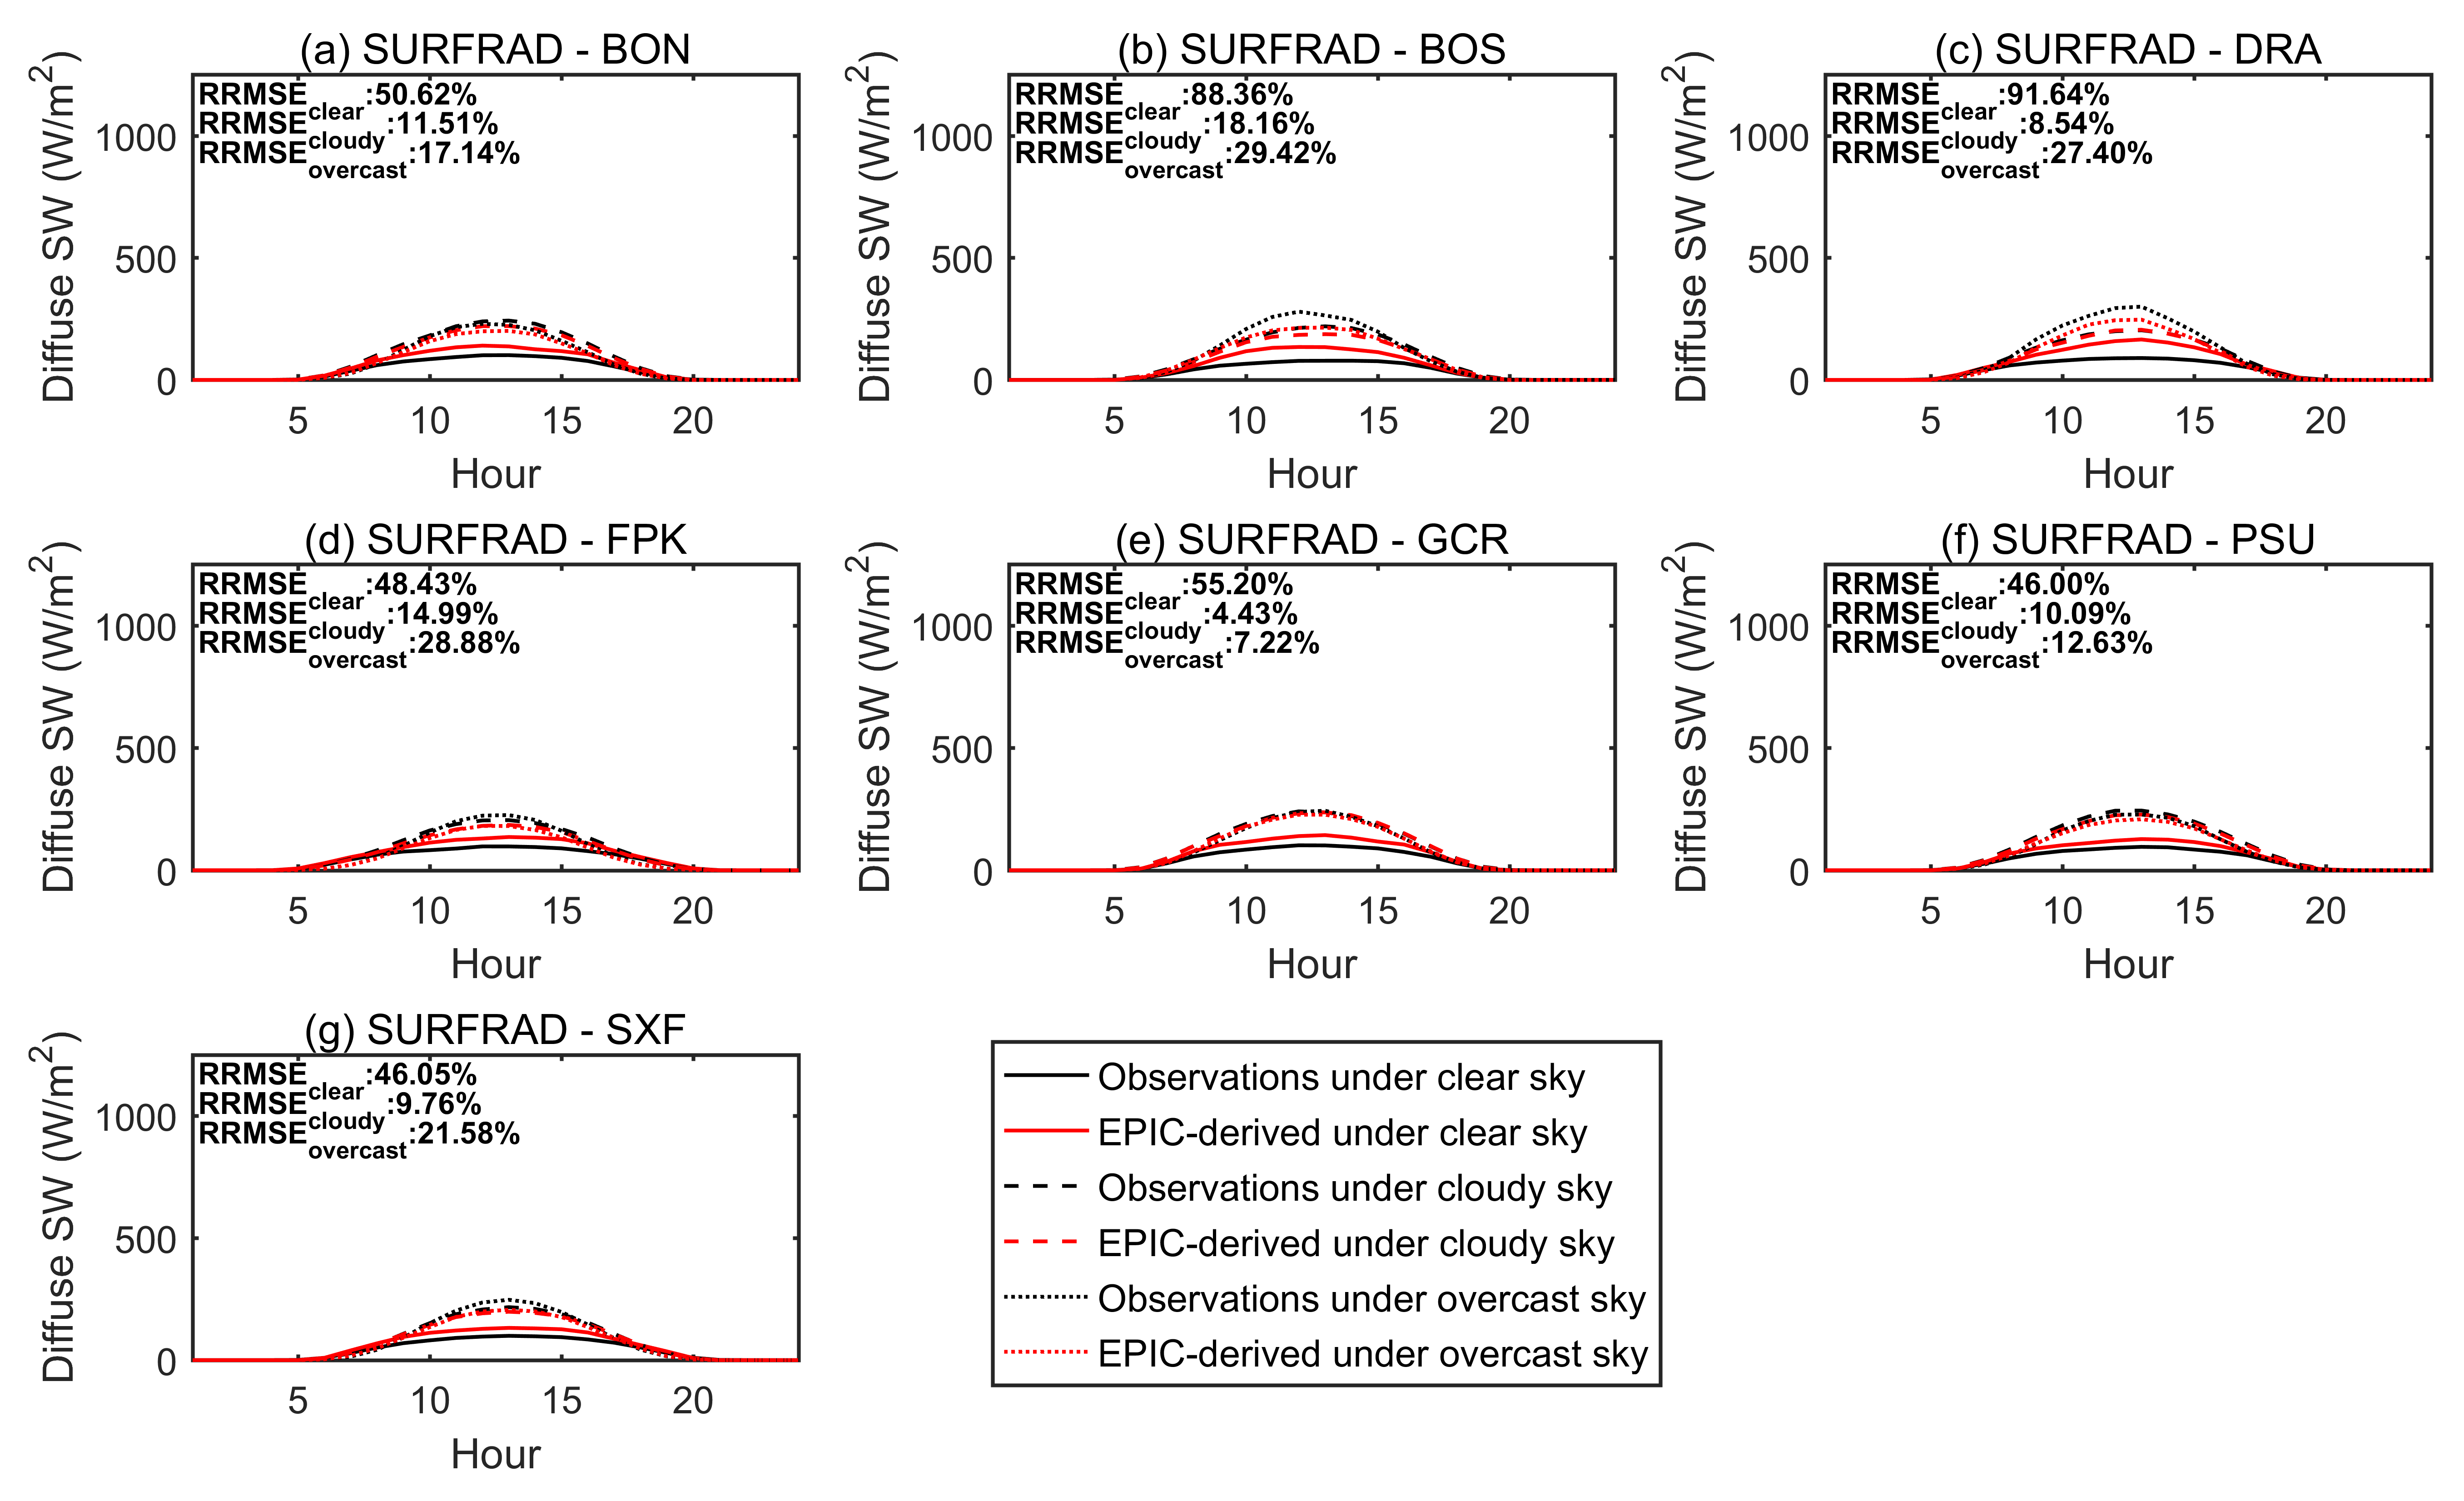 (a) SURFRAD - BON
RRMSEclear:50.62%
RRMSEcloudy:11.51%
RRMSEovercast:17.14%
Diffuse SW (W/m2)
1000
500
0
5 10 15 20
Hour
(b) SURFRAD - BOS
RRMSEclear:88.36%
RRMSEcloudy:18.16%
RRMSEovercast:29.42%
Diffuse SW (W/m2)
1000
500
0
5 10 15 20
Hour
(c) SURFRAD - DRA
RRMSEclear:91.64%
RRMSEcloudy:8.54%
RRMSEovercast:27.40%
Diffuse SW (W/m2)
1000
500
0
5 10 15 20
Hour
(d) SURFRAD - FPK
RRMSEclear:48.43%
RRMSEcloudy:14.99%
RRMSEovercast:28.88%
Diffuse SW (W/m2)
1000
500
0
5 10 15 20
Hour
(e) SURFRAD - GCR
RRMSEclear:55.20%
RRMSEcloudy:4.43%
RRMSEovercast:7.22%
Diffuse SW (W/m2)
1000
500
0
5 10 15 20
Hour
(f) SURFRAD - PSU
RRMSEclear:46.00%
RRMSEcloudy:10.09%
RRMSEovercast:12.63%
Diffuse SW (W/m2)
1000
500
0
5 10 15 20
Hour
(g) SURFRAD - SXF
RRMSEclear:46.05%
RRMSEcloudy:9.76%
RRMSEovercast:21.58%
Diffuse SW (W/m2)
1000
500
0
5 10 15 20
Hour
Observations under clear sky
EPIC-derived under clear sky
Observations under cloudy sky
EPIC-derived under cloudy sky
Observations under overcast sky
EPIC-derived under overcast sky